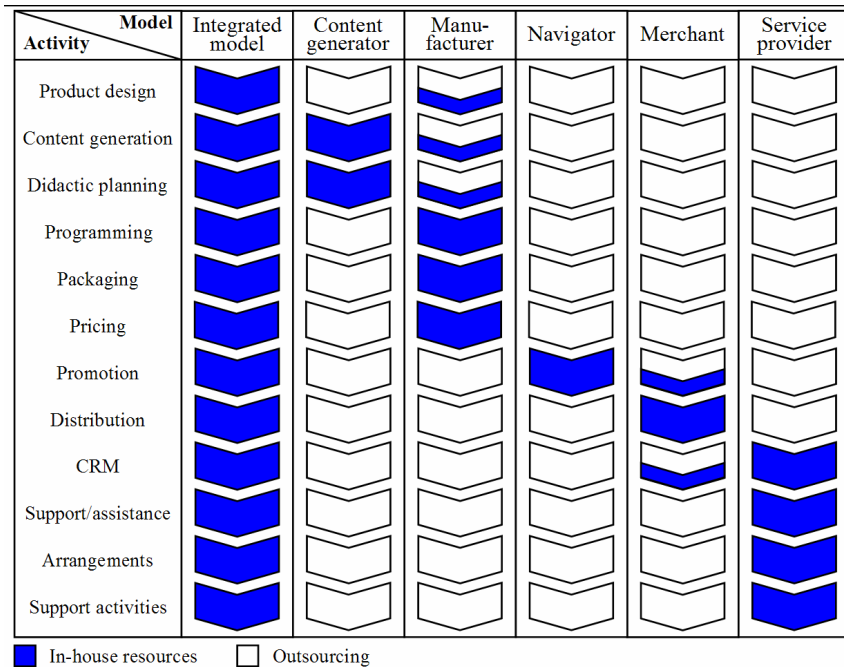 Model
Activity
Integrated
model
Content
generator
Manu-
facturer
Navigator
Merchant
Service
provider
Product design
Content generation
Didactic planning
Programming
Packaging
Pricing
Promotion
Distribution
CRM
Support/assistance
Arrangements
Support activities
In-house resources
Outsourcing